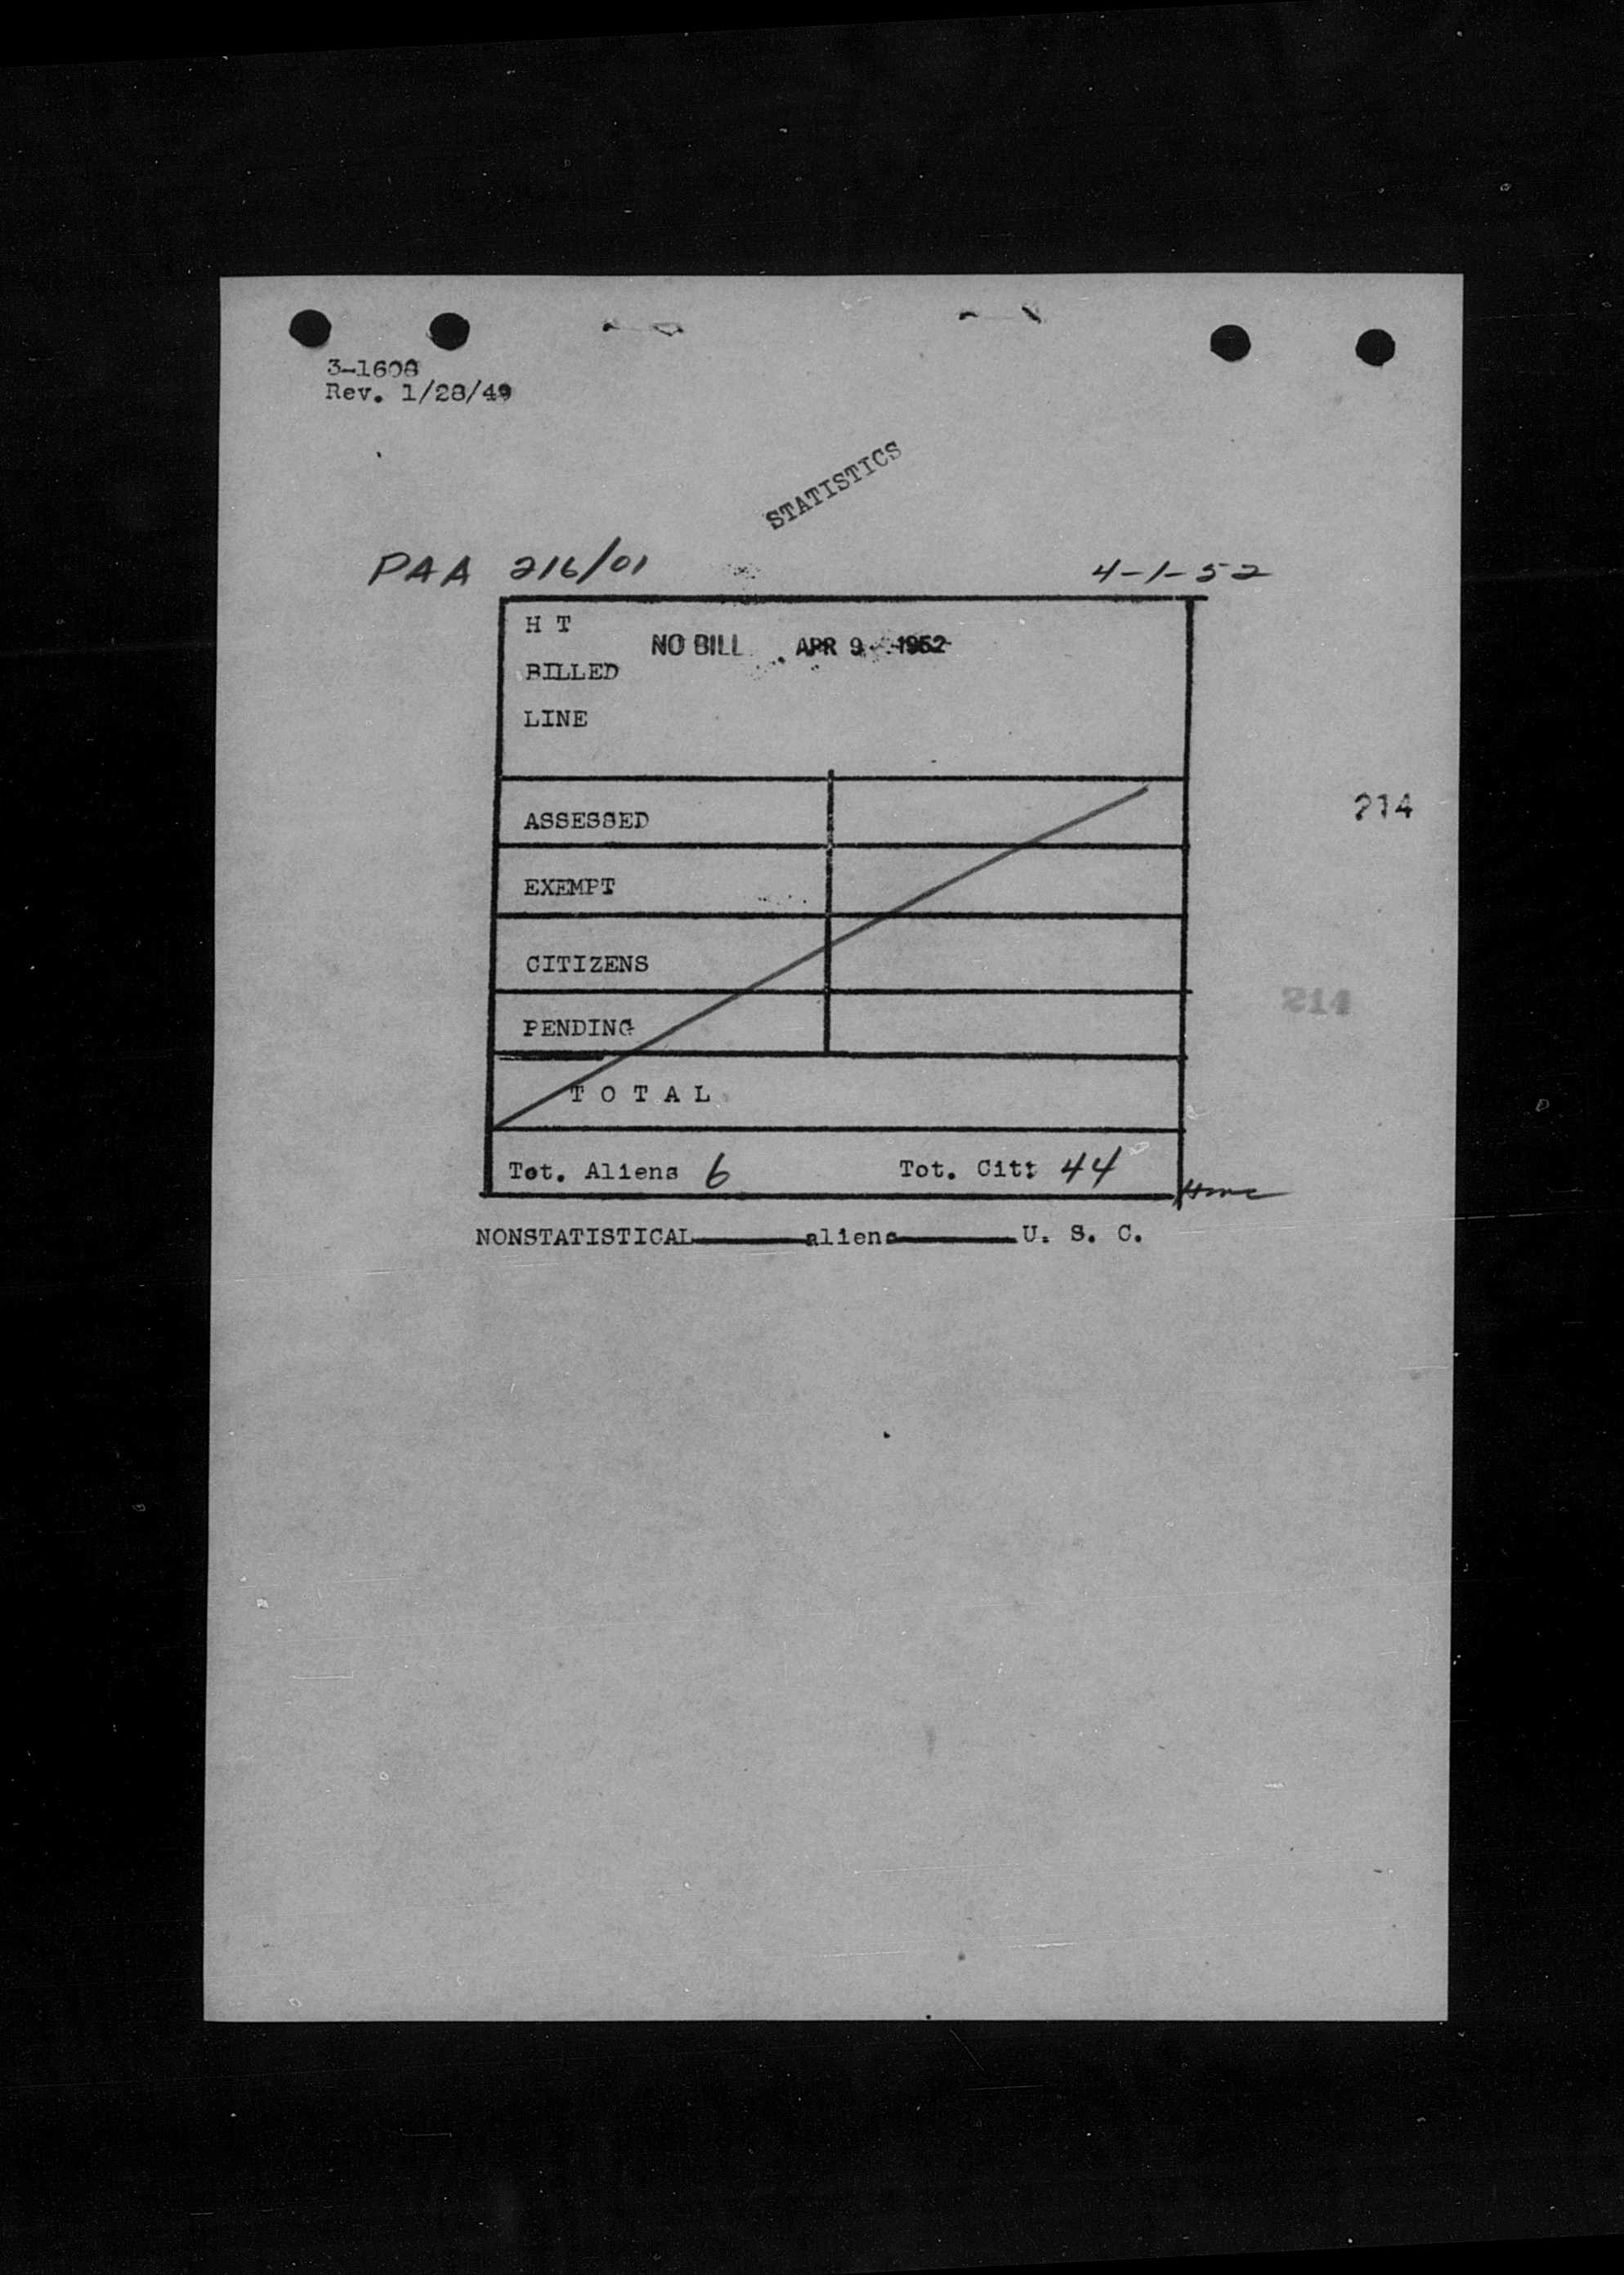 3-1608
Rev. 1/28/49
STATISTICS
PAA 216/01 4-1-52
H T
NO BILL APR 9 1952
BILLED
LINE
ASSESSED
214
EXEMPT
CITIZENS
214
PENDING
T O T A L
Tot. Aliens 6 Tot. Cit: 44
NONSTATISTICAL aliens U. S. C.